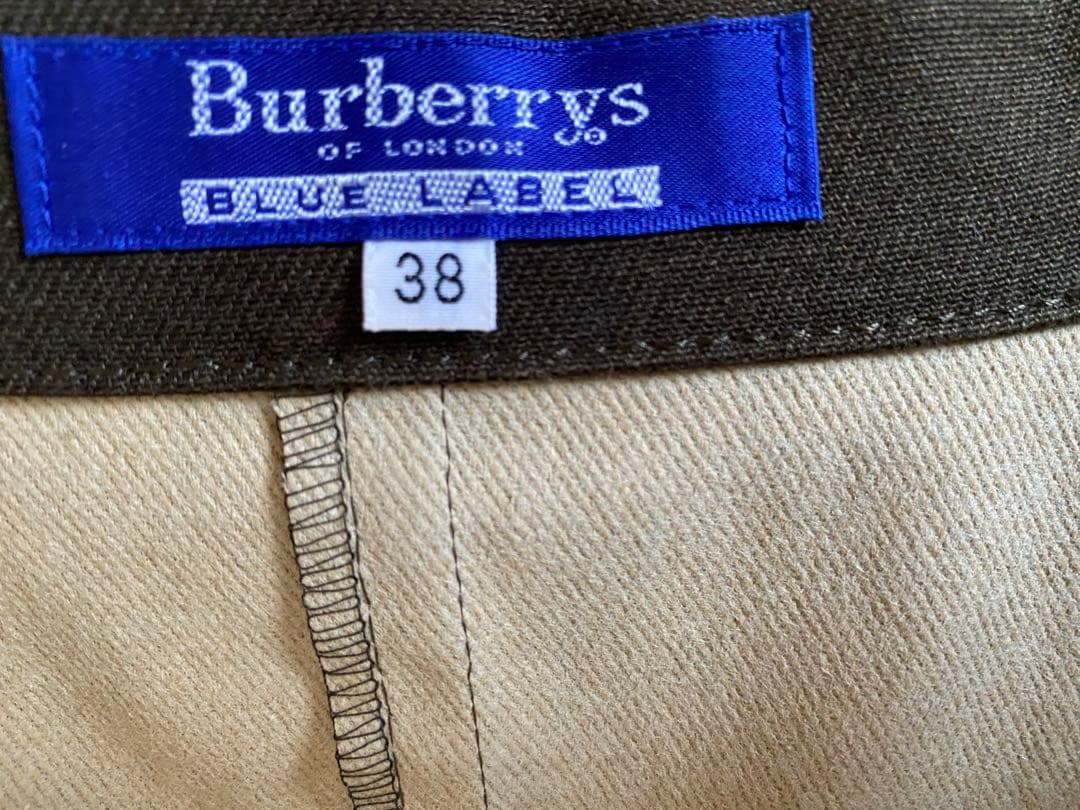 Burberrys
OF LONDON
BLUE LABEL
38